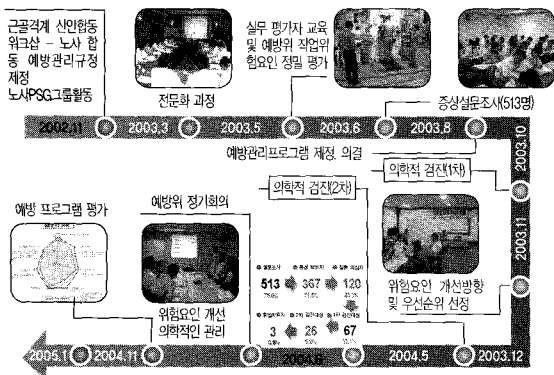 근골격계 산안합동
워크샵 - 노사 합
동 예방관리규정
제정
노사PSG그룹활동
전문화 과정
실무 평가자 교육
및 예방위 작업위
험요인 정밀 평가
증상설문조사(513명)
2002.11
2003.3
2003.5
2003.6
2003.8
2003.10
예방관리프로그램 제정, 의결
의학적 검진(1차)
의학적 검진(2차)
2003.11
예방 프로그램 평가
예방위 정기회의
위험요인 개선
의학적인 관리
설문조사
513
367
120
3
26
67
위험요인 개선방향
및 우선순위 선정
2005.1
2004.11
2004.6
2004.5
2003.12